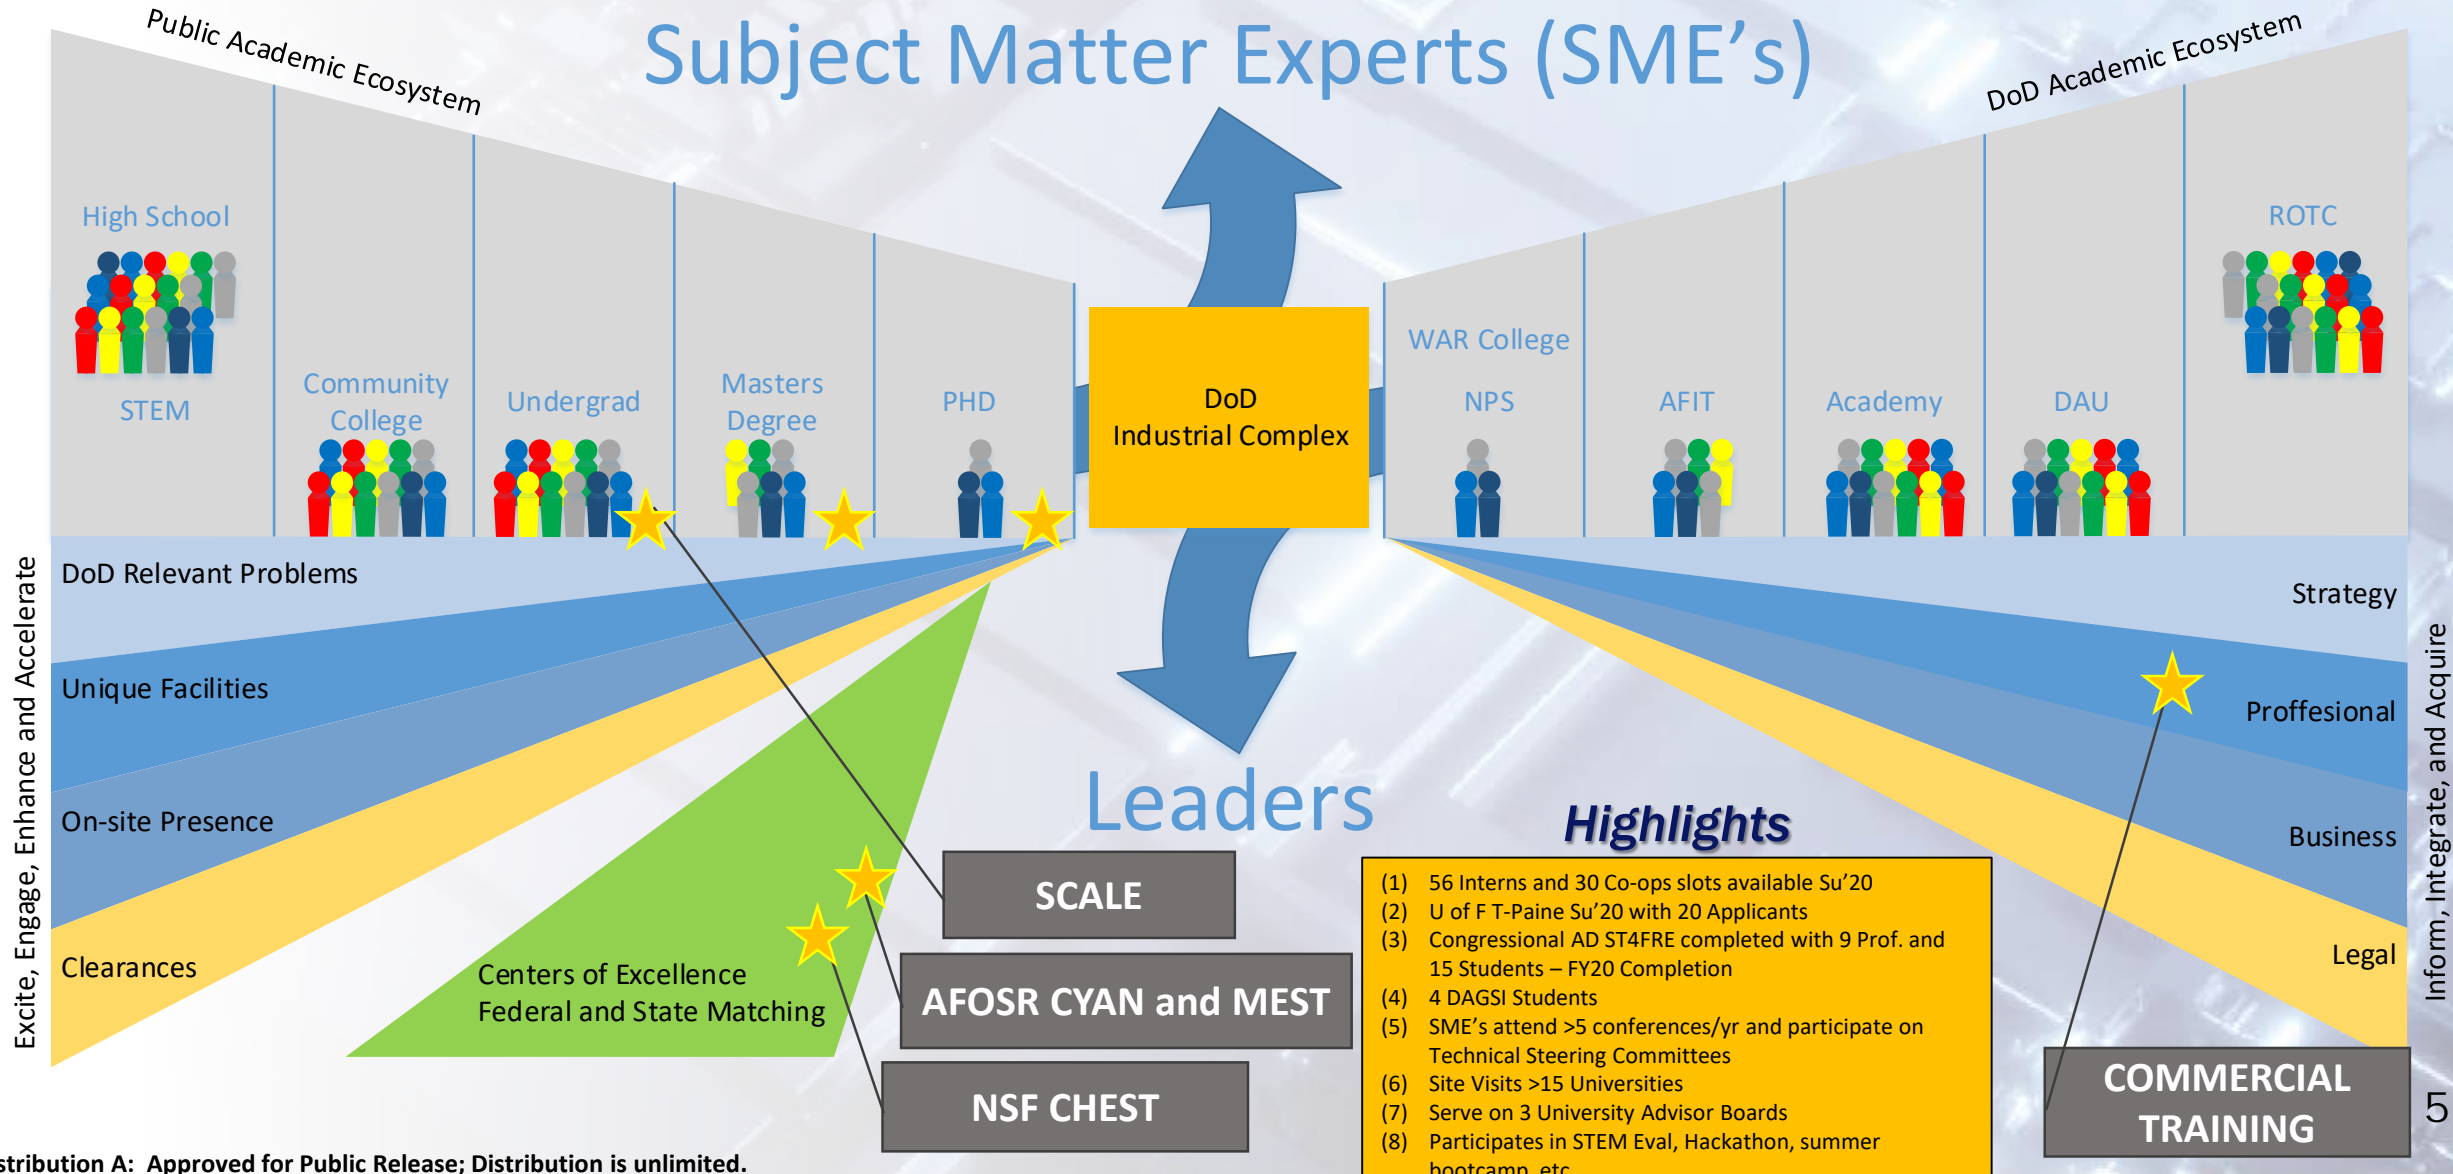 Public Academic Ecosystem
Subject Matter Experts (SME's)
DoD Academic Ecosystem
High School
STEM
Community
College
Undergrad
Masters
Degree
PHD
DoD
Industrial Complex
WAR College
NPS
AFIT
Academy
DAU
ROTC
Excite, Engage, Enhance and Accelerate
DoD Relevant Problems
Unique Facilities
On-site Presence
Clearances
Centers of Excellence
Federal and State Matching
Leaders
SCALE
AFOSR CYAN and MEST
NSF CHEST
Highlights
(1) 56 Interns and 30 Co-ops slots available Su'20
(2) U of F T-Paine Su'20 with 20 Applicants
(3) Congressional AD ST4FRE completed with 9 Prof. and
15 Students – FY20 Completion
(4) 4 DAGSI Students
(5) SME's attend >5 conferences/yr and participate on
Technical Steering Committees
(6) Site Visits >15 Universities
(7) Serve on 3 University Advisor Boards
(8) Participates in STEM Eval, Hackathon, summer
bootcamp, etc
Strategy
Proffesional
Business
Legal
Inform, Integrate, and Acquire
COMMERCIAL
TRAINING
5
stribution A: Approved for Public Release; Distribution is unlimited.